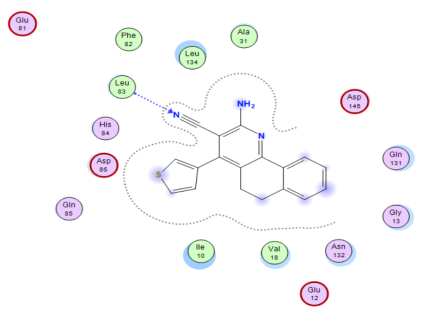 Glu
81
Phe
82
Ala
31
Leu
134
Leu
83
NH₂
N
Asp
145
His
84
N
Gln
131
Asp
86
S
Gln
85
Gly
13
Ile
10
Val
18
Asn
132
Glu
12